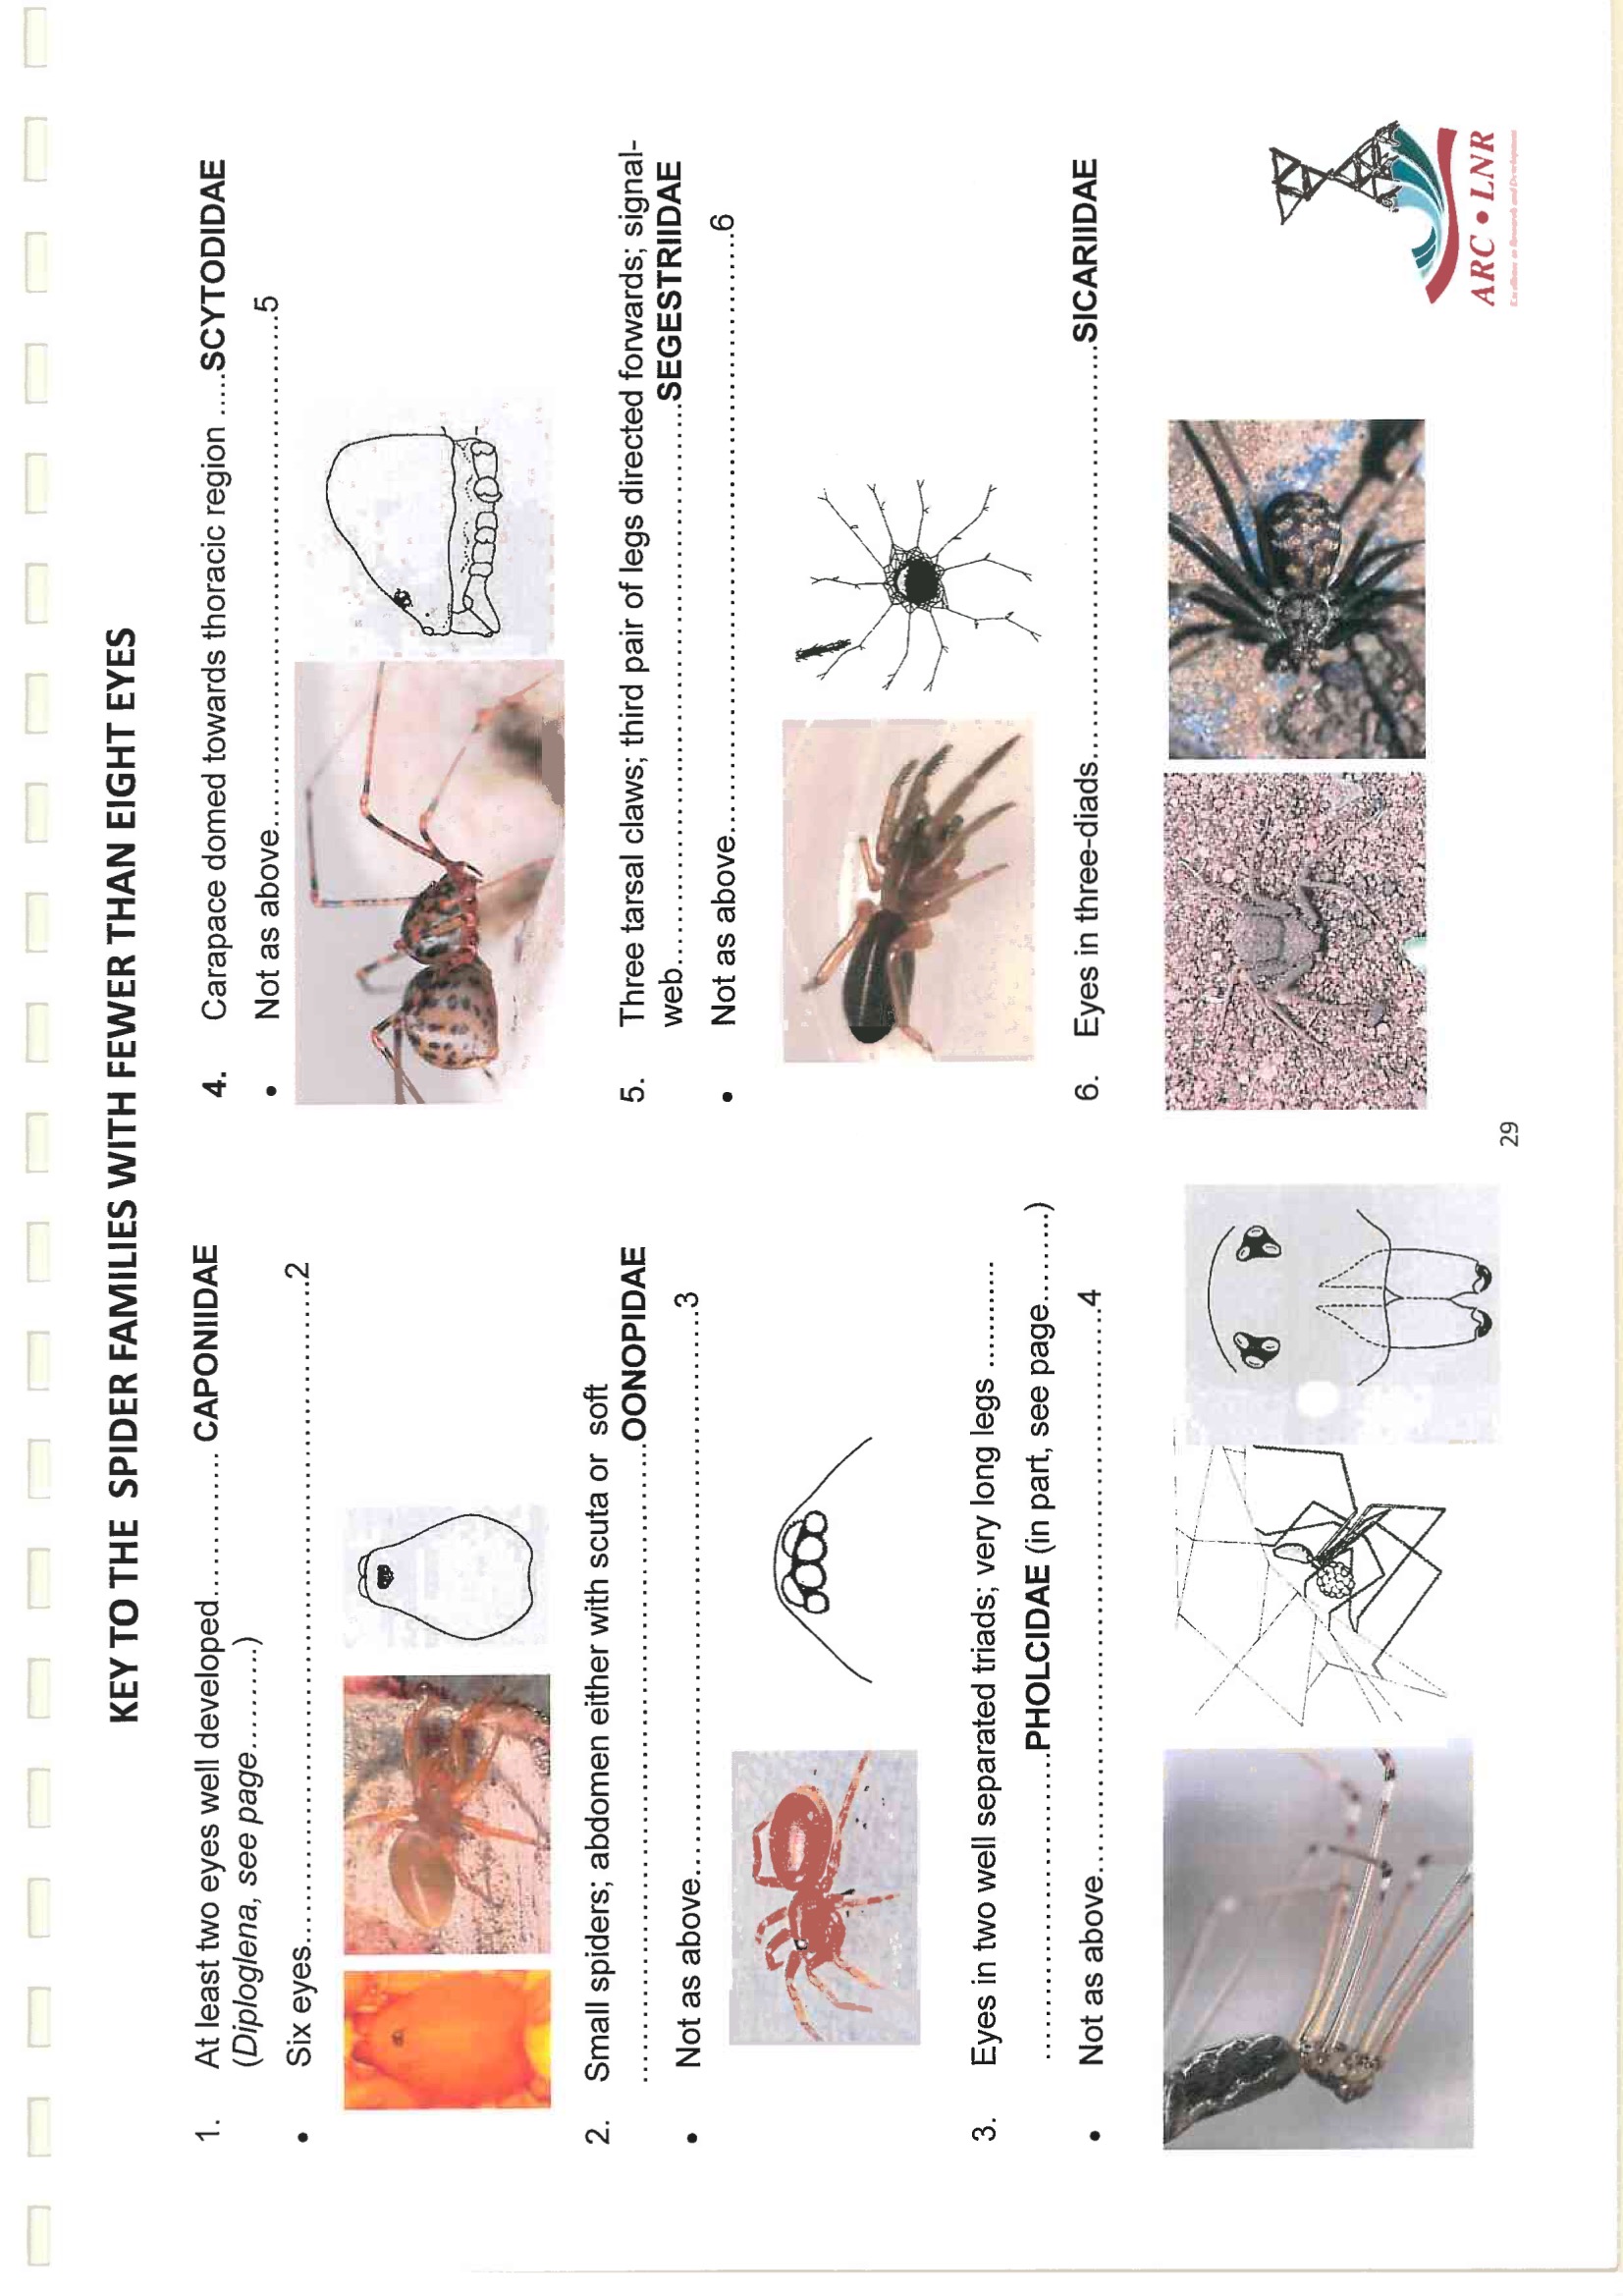 KEY TO THE SPIDER FAMILIES WITH FEWER THAN EIGHT EYES
1. At least two eyes well developed............ CAPONIIDAE
(Diploglena, see page.........)
• Six eyes..............................................................2
2. Small spiders; abdomen either with scuta or soft
......................................................OONOPIDAE
• Not as above.....................................................3
3. Eyes in two well separated triads; very long legs ..........
..........................PHOLCIDAE (in part, see page.........)
• Not as above.....................................................4
4. Carapace domed towards thoracic region ....SCYTODIDAE
• Not as above................................................5
5. Three tarsal claws; third pair of legs directed forwards; signal-
web..........................................SEGESTRIIDAE
• Not as above.....................................................6
6. Eyes in three-diads.......................................SICARIIDAE
29
ARC • LNR
Excellence in Research and Development